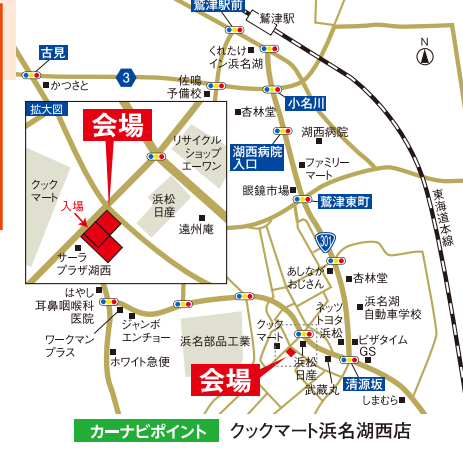 鷲津駅前
鷲津駅
N
古見
くれたけ
イン浜名湖
かつさと
3
佐鳴
予備校
小名川
拡大図
会場
杏林堂
湖西病院
リサイクル
ショップ
エーワン
湖西病院
入口
ファミリー
マート
クック
マート
眼鏡市場
鷲津東町
東海道本線
入場
浜松
日産
遠州庵
サーラ
プラザ湖西
301
あしなが
おじさん
杏林堂
はやし
耳鼻咽喉科
医院
ジャンボ
エンチョー
ワークマン
プラス
ホワイト急便
浜名部品工業
クック
マート
ネッツ
トヨタ
浜松
浜名湖
自動車学校
ビザタイム
GS
会場
浜松
日産
武蔵丸
清源坂
しまむら
カーナビポイント クックマート浜名湖西店